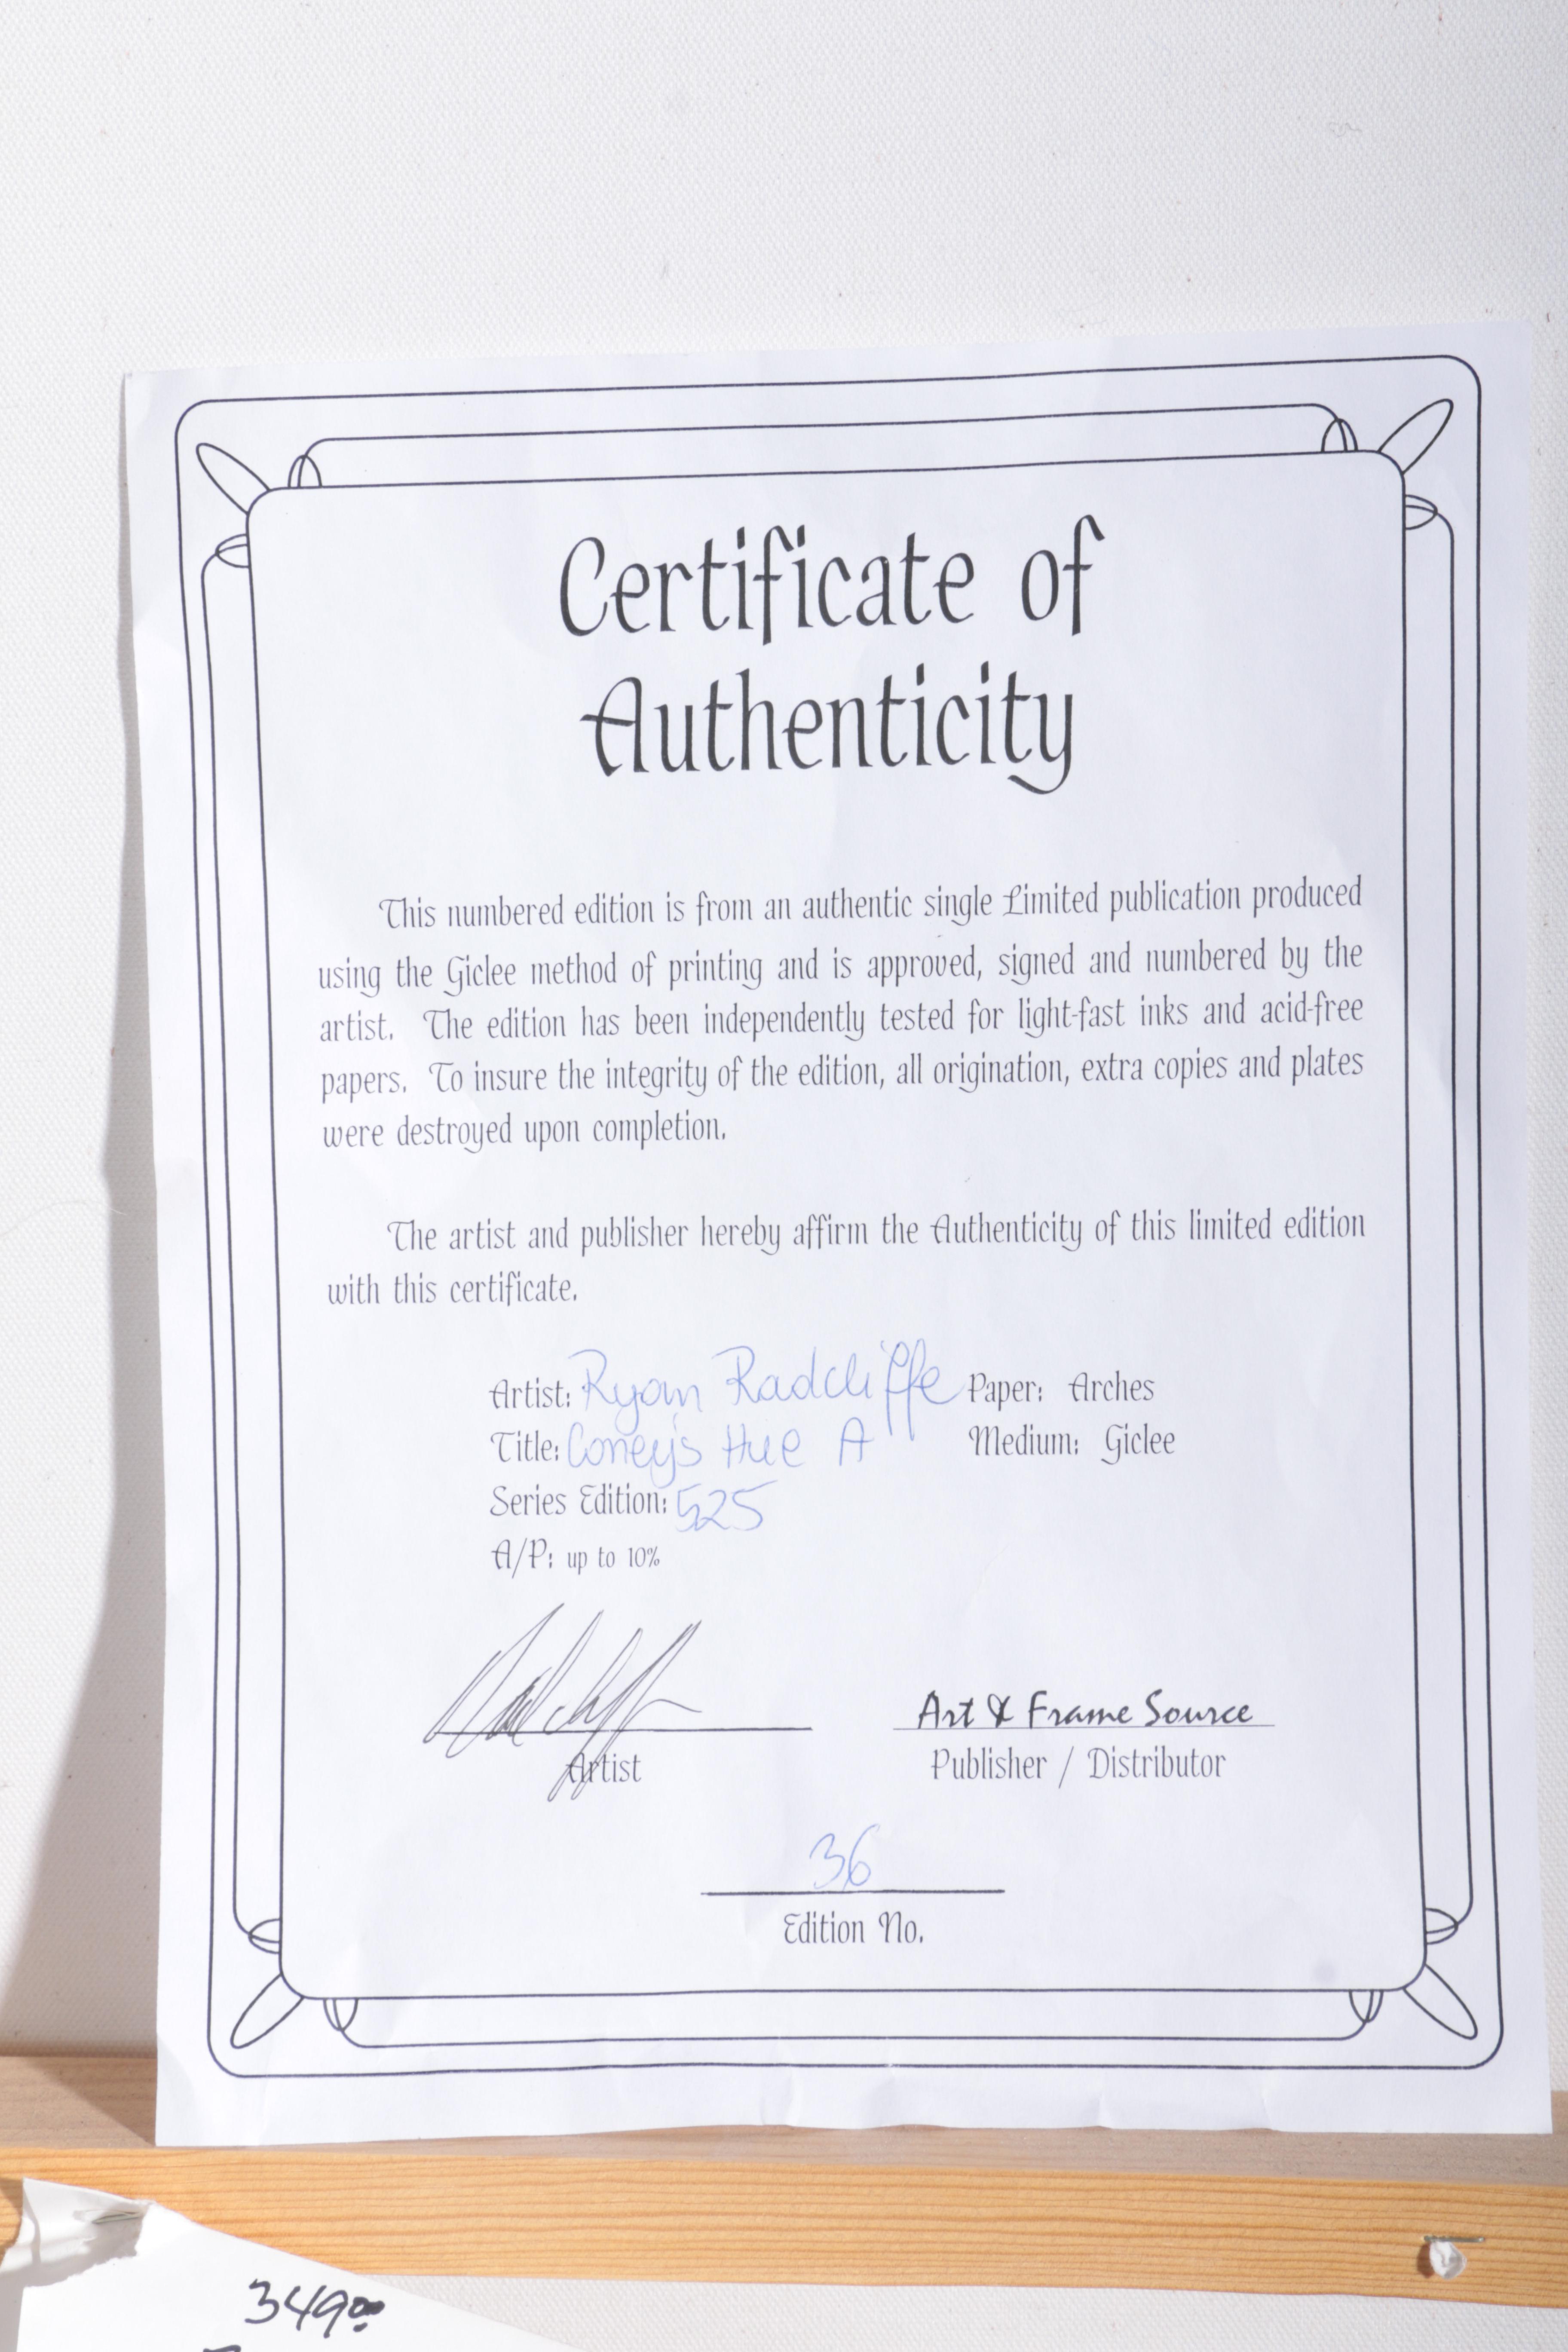 Certificate of
Authenticity
This numbered edition is from an authentic single Limited publication produced
using the Giclee method of printing and is approved, signed and numbered by the
artist. The edition has been independently tested for light-fast inks and acid-free
papers. To insure the integrity of the edition, all origination, extra copies and plates
were destroyed upon completion.
The artist and publisher hereby affirm the Authenticity of this limited edition
with this certificate.
Artist: Ryan Radcliffe Paper: Arches
Title: Coney's Hue A Medium: Giclee
Series Edition: 525
A/P: up to 10%
Radcliffe Art & Frame Source
Artist Publisher / Distributor
36
Edition No.
349.00